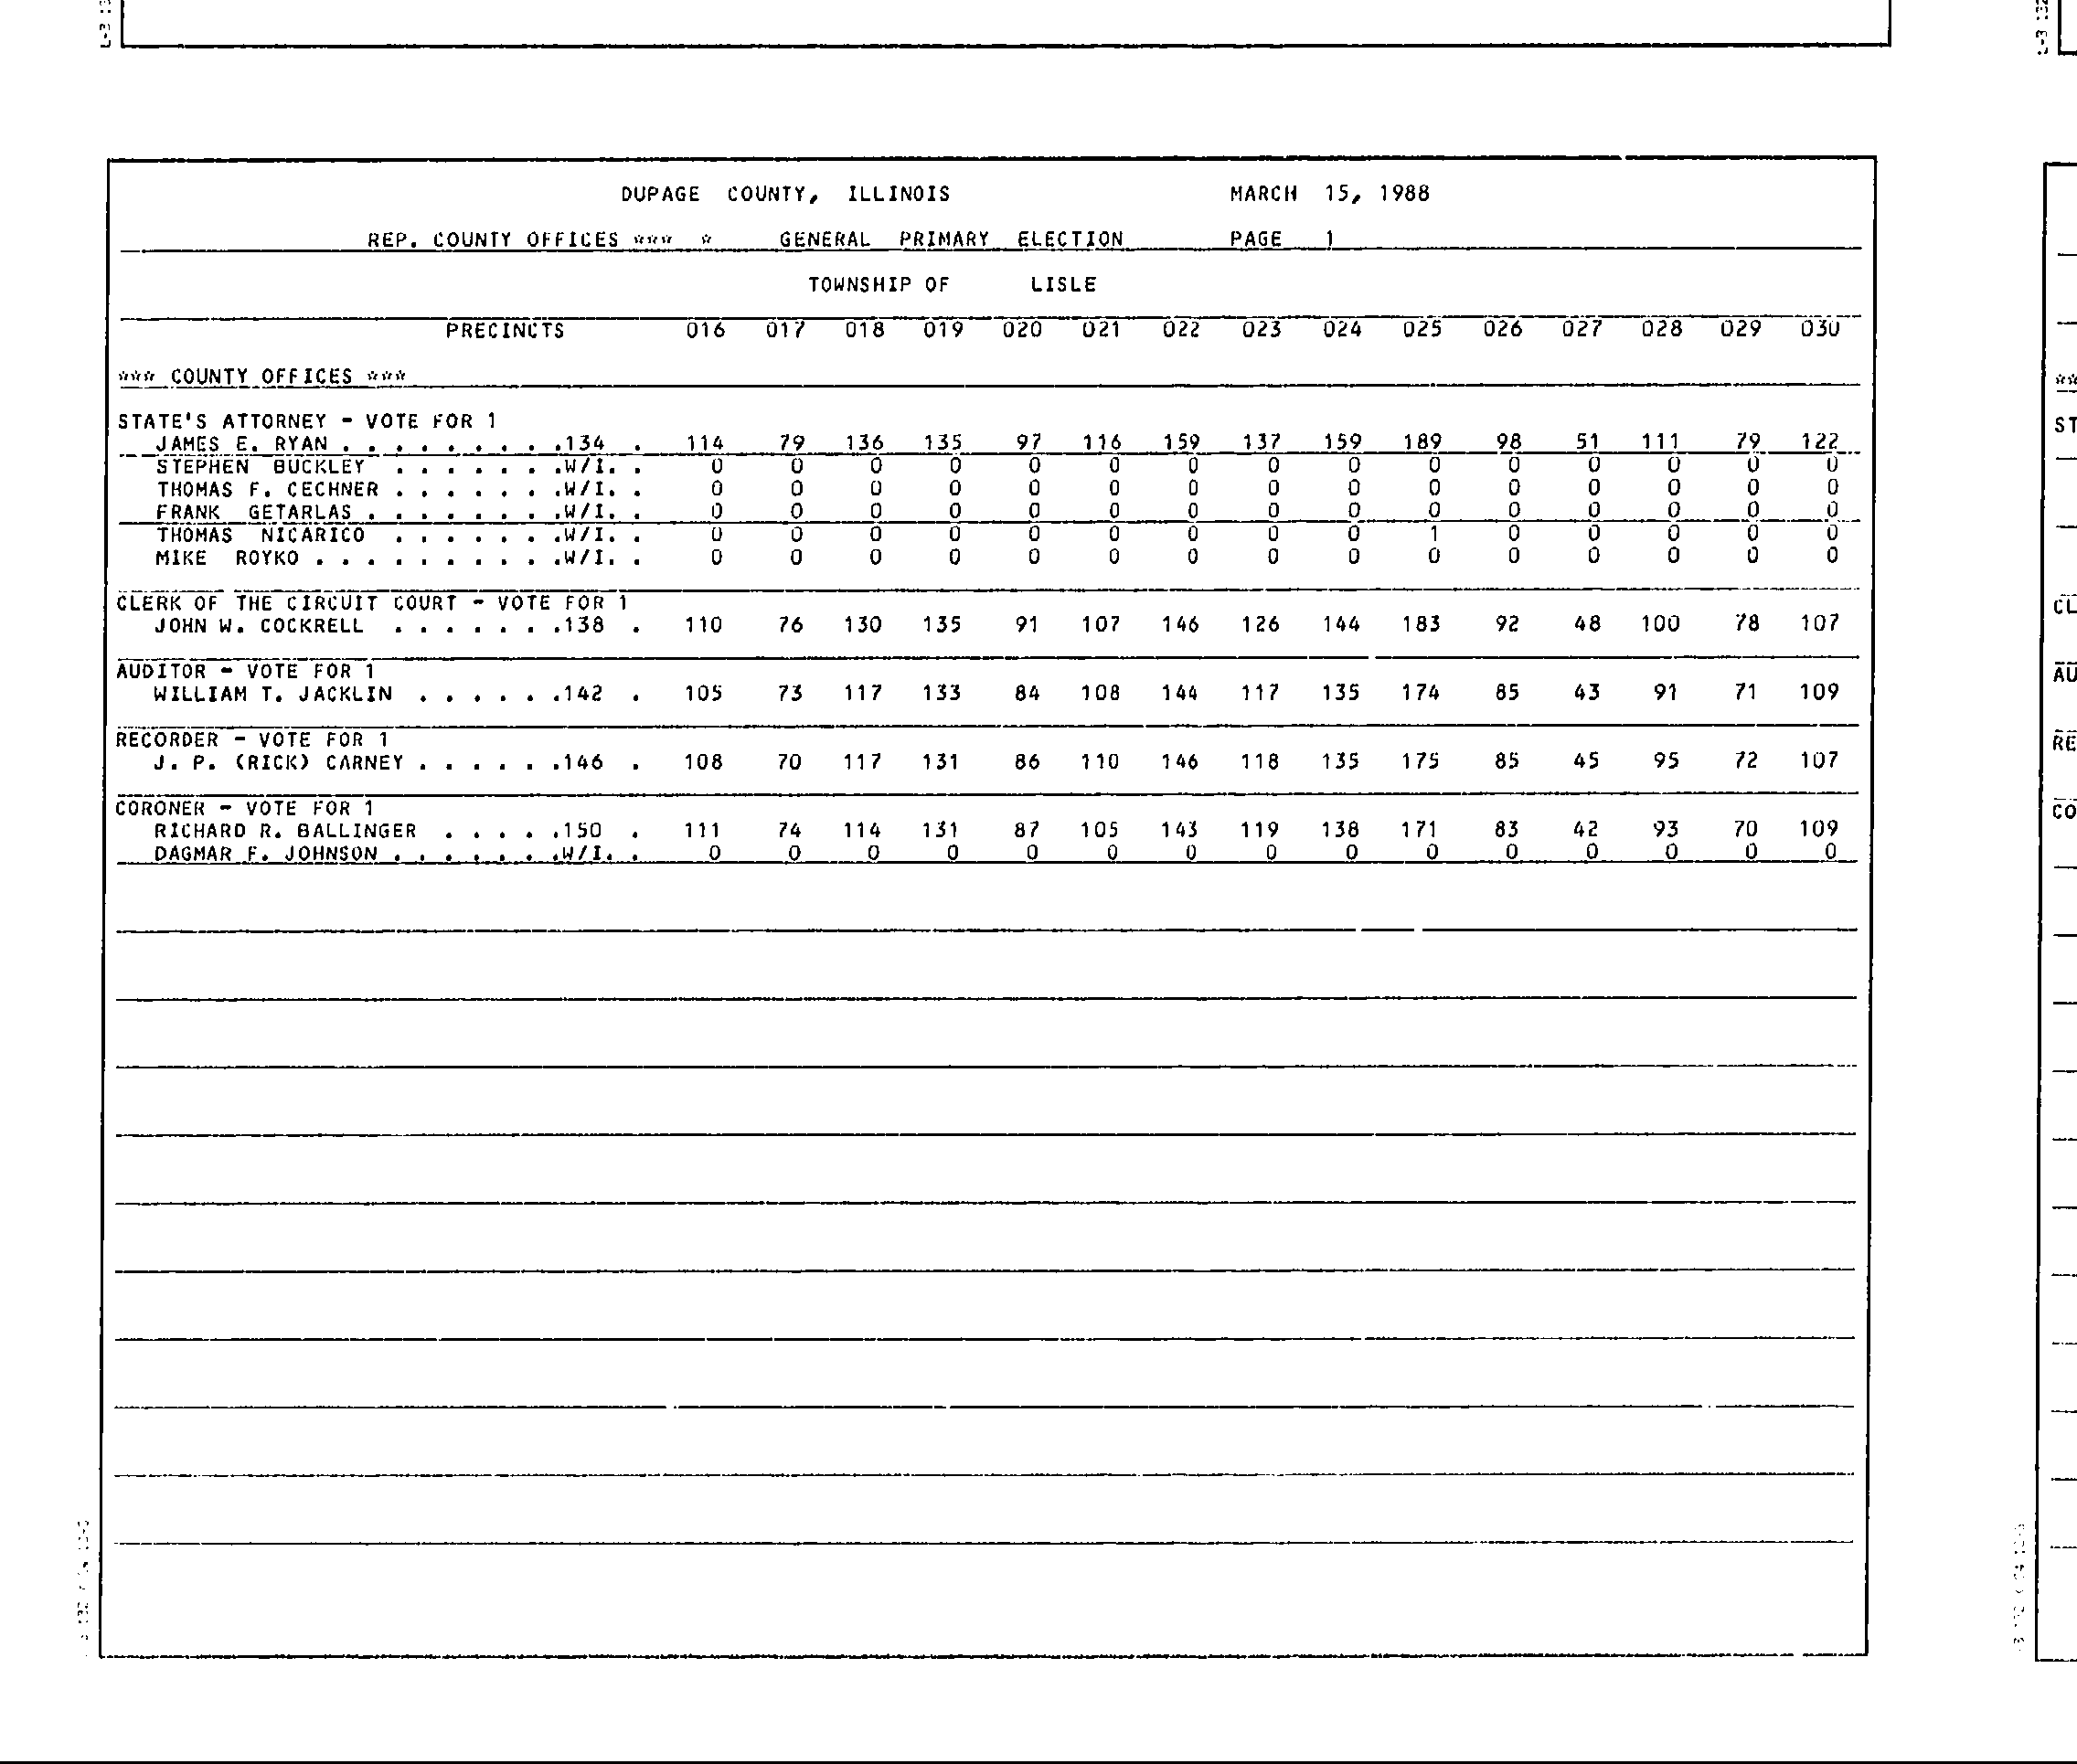 DUPAGE COUNTY, ILLINOIS MARCH 15, 1988
REP. COUNTY OFFICES *** * GENERAL PRIMARY ELECTION PAGE 1
TOWNSHIP OF LISLE
PRECINCTS 016 017 018 019 020 021 022 023 024 025 026 027 028 029 030
*** COUNTY OFFICES ***
STATE'S ATTORNEY - VOTE FOR 1
JAMES E. RYAN . . . . . . . . .134 . 114 79 136 135 97 116 159 137 159 189 98 51 111 79 122
STEPHEN BUCKLEY . . . . . . .W/I. . 0 0 0 0 0 0 0 0 0 0 0 0 0 0 0
THOMAS F. CECHNER . . . . . . .W/I. . 0 0 0 0 0 0 0 0 0 0 0 0 0 0 0
FRANK GETARLAS . . . . . . . .W/I. . 0 0 0 0 0 0 0 0 0 0 0 0 0 0 0
THOMAS NICARICO . . . . . . .W/I. . 0 0 0 0 0 0 0 0 0 1 0 0 0 0 0
MIKE ROYKO . . . . . . . . . .W/I. . 0 0 0 0 0 0 0 0 0 0 0 0 0 0 0
CLERK OF THE CIRCUIT COURT - VOTE FOR 1
JOHN W. COCKRELL . . . . . . .138 . 110 76 130 135 91 107 146 126 144 183 92 48 100 78 107
AUDITOR - VOTE FOR 1
WILLIAM T. JACKLIN . . . . . .142 . 105 73 117 133 84 108 144 117 135 174 85 43 91 71 109
RECORDER - VOTE FOR 1
J. P. (RICK) CARNEY . . . . . .146 . 108 70 117 131 86 110 146 118 135 175 85 45 95 72 107
CORONER - VOTE FOR 1
RICHARD R. BALLINGER . . . . .150 . 111 74 114 131 87 105 143 119 138 171 83 42 93 70 109
DAGMAR F. JOHNSON . . . . . . .W/I. . 0 0 0 0 0 0 0 0 0 0 0 0 0 0 0
**
ST
CL
AU
RE
CO